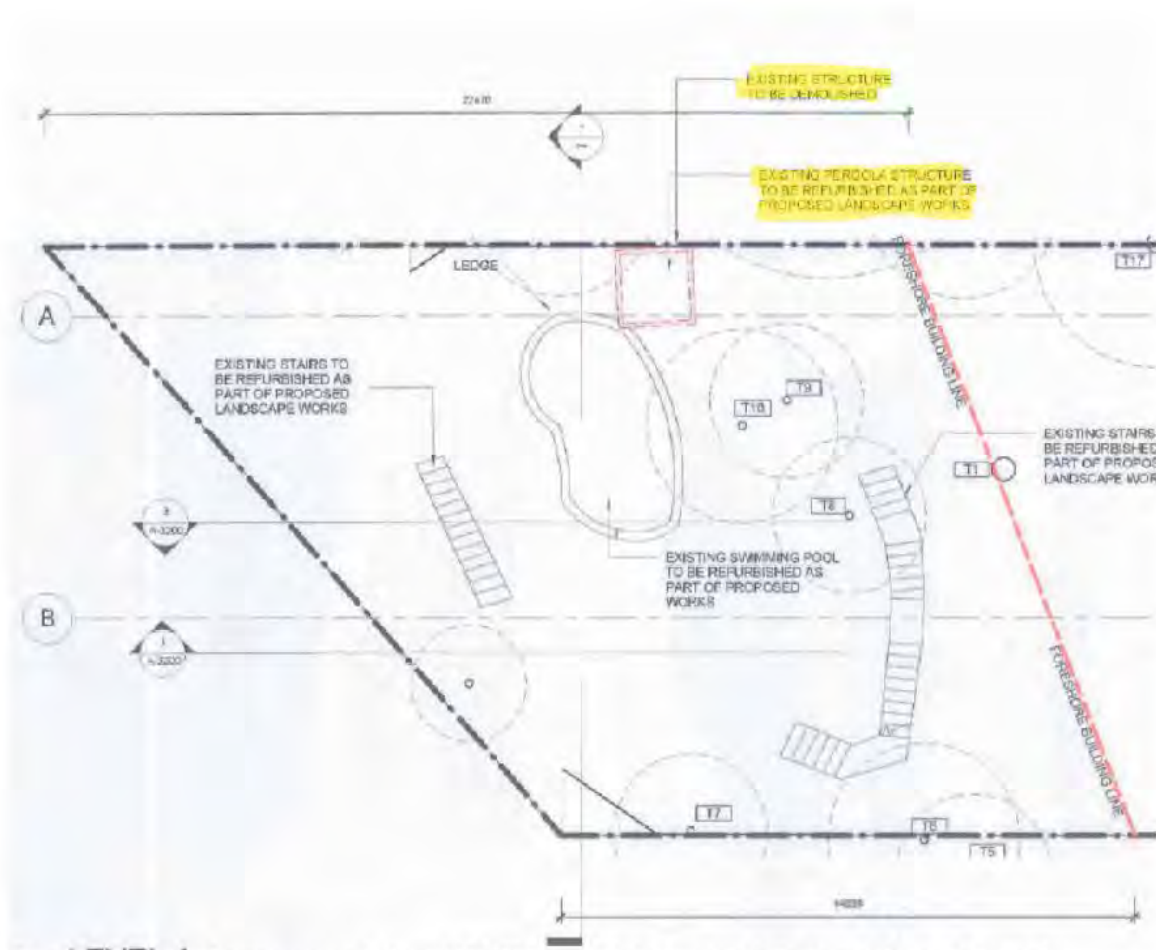 EXISTING STRUCTURE
TO BE DEMOLISHED
EXISTING PERGOLA STRUCTURE
TO BE REFURBISHED AS PART OF
PROPOSED LANDSCAPE WORKS
T17
LEDGE
FORESHORE BUILDING LINE
A
EXISTING STAIRS TO
BE REFURBISHED AS
PART OF PROPOSED
LANDSCAPE WORKS
T9
T10
EXISTING STAIRS
BE REFURBISHED
PART OF PROPOS
LANDSCAPE WOR
T1
T8
A-3200
EXISTING SWIMMING POOL
TO BE REFURBISHED AS
PART OF PROPOSED
WORKS
B
A-3200
FORESHORE BUILDING LINE
T7
T6
T5